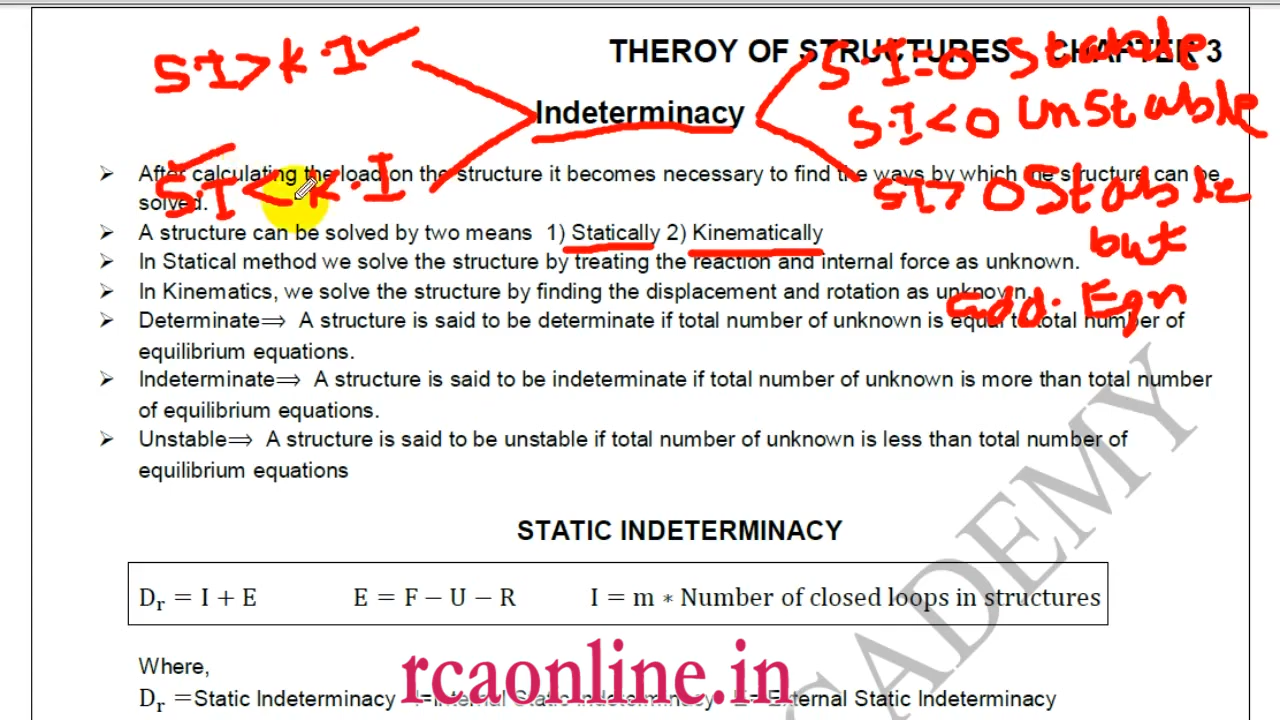 THEROY OF STRUCTURES CHAPTER 3
S.I > K.I
S.I = 0 Stable
Indeterminacy
S.I < 0 Unstable
➢ After calculating the load on the structure it becomes necessary to find the ways by which the structure can be
solved.
S.I < K.I
S.I > 0 Stable
but
add. Eqn
➢ A structure can be solved by two means 1) Statically 2) Kinematically
➢ In Statical method we solve the structure by treating the reaction and internal force as unknown.
➢ In Kinematics, we solve the structure by finding the displacement and rotation as unknown.
➢ Determinate⟹ A structure is said to be determinate if total number of unknown is equal to total number of
equilibrium equations.
➢ Indeterminate⟹ A structure is said to be indeterminate if total number of unknown is more than total number
of equilibrium equations.
➢ Unstable⟹ A structure is said to be unstable if total number of unknown is less than total number of
equilibrium equations
STATIC INDETERMINACY
Dr = I + E E = F − U − R I = m ∗ Number of closed loops in structures
Where,
Dr =Static Indeterminacy I=Internal Static Indeterminacy E= External Static Indeterminacy
rcaonline.in
ACADEMY